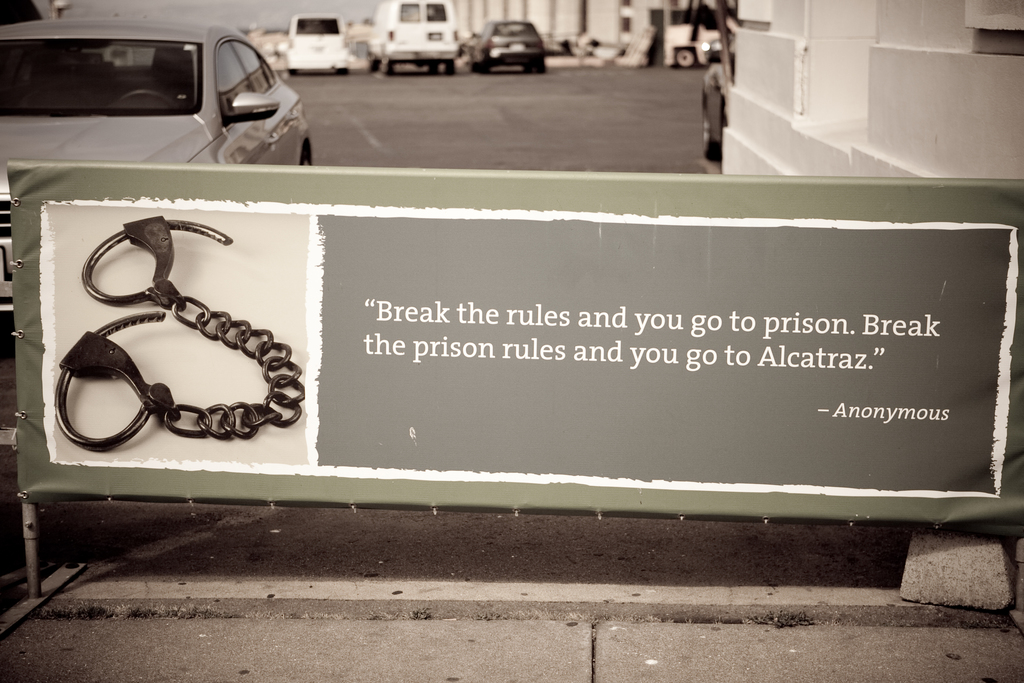 “Break the rules and you go to prison. Break
the prison rules and you go to Alcatraz.”
– Anonymous